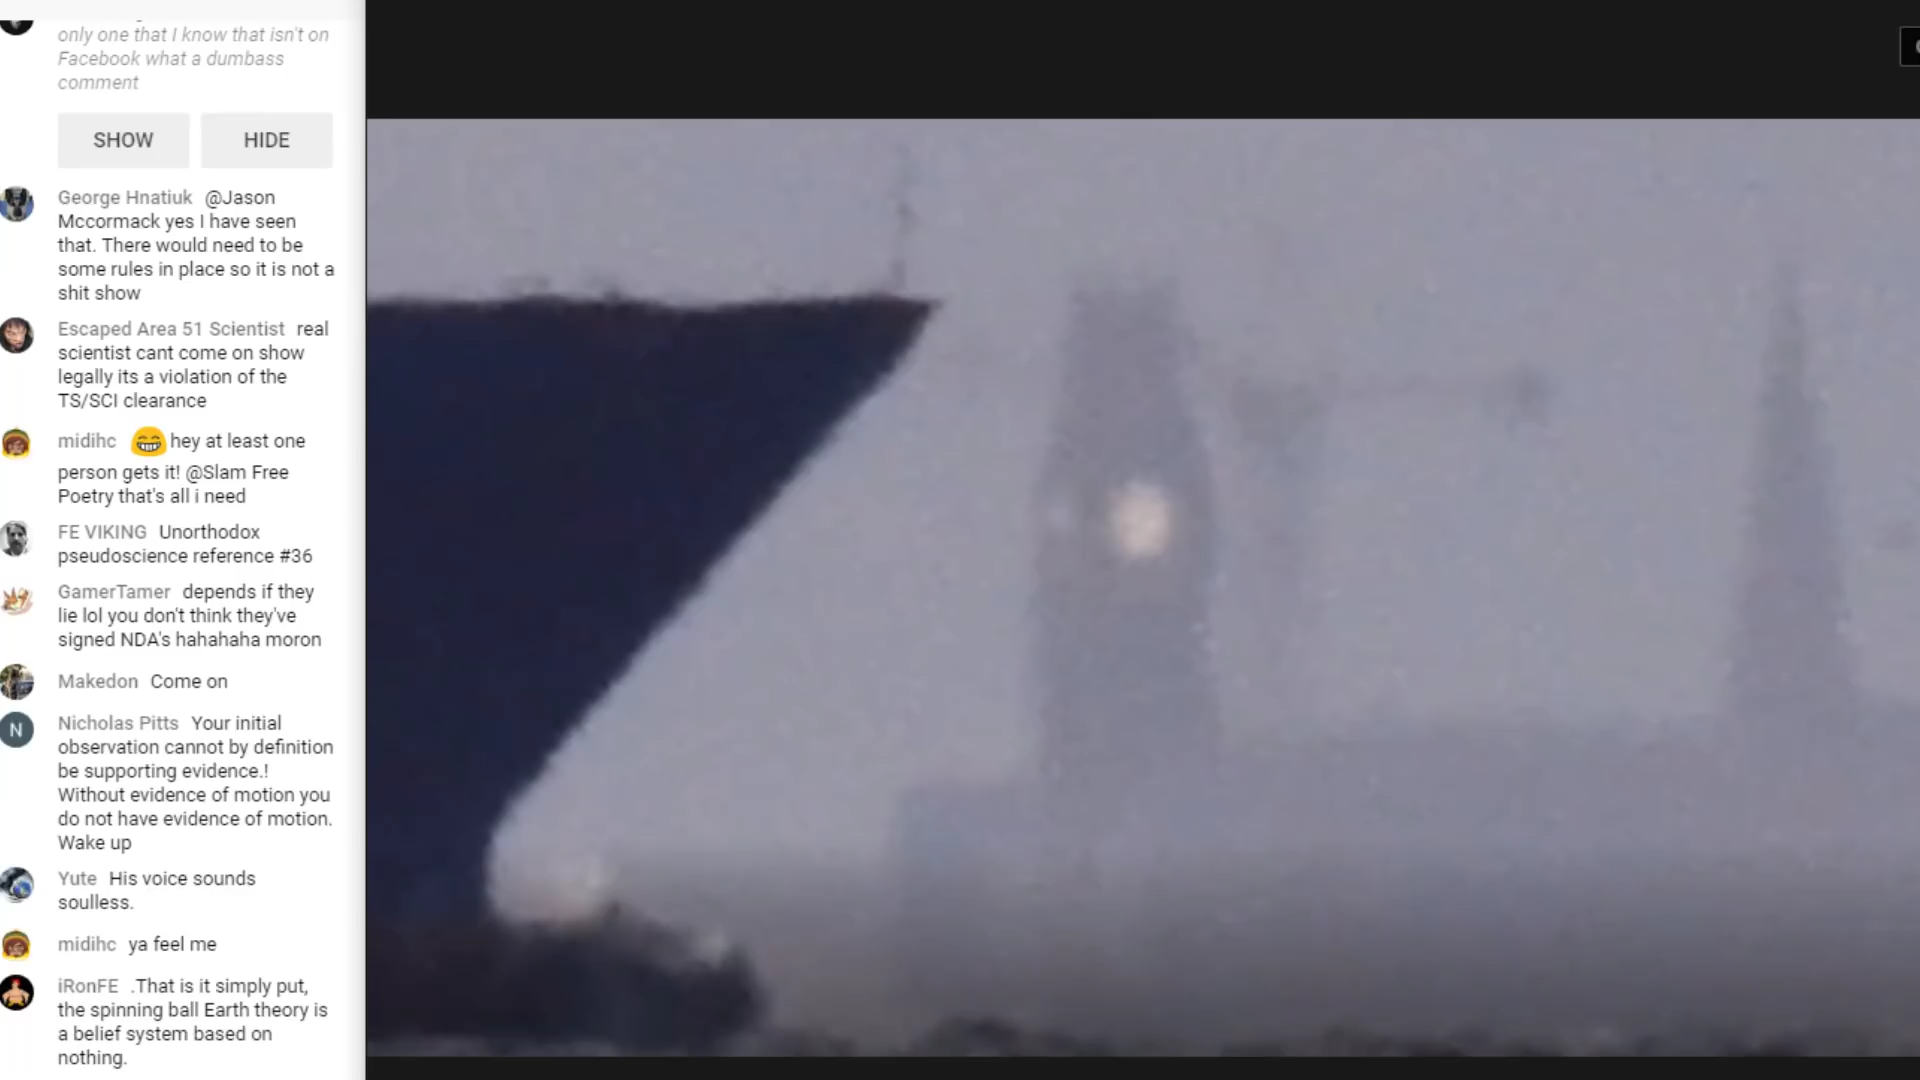 only one that I know that isn't on
Facebook what a dumbass
comment
SHOW HIDE
George Hnatiuk @Jason
Mccormack yes I have seen
that. There would need to be
some rules in place so it is not a
shit show
Escaped Area 51 Scientist real
scientist cant come on show
legally its a violation of the
TS/SCI clearance
midihc 😁 hey at least one
person gets it! @Slam Free
Poetry that's all i need
FE VIKING Unorthodox
pseudoscience reference #36
GamerTamer depends if they
lie lol you don't think they've
signed NDA's hahahaha moron
Makedon Come on
N
Nicholas Pitts Your initial
observation cannot by definition
be supporting evidence.!
Without evidence of motion you
do not have evidence of motion.
Wake up
Yute His voice sounds
soulless.
midihc ya feel me
iRonFE .That is it simply put,
the spinning ball Earth theory is
a belief system based on
nothing.